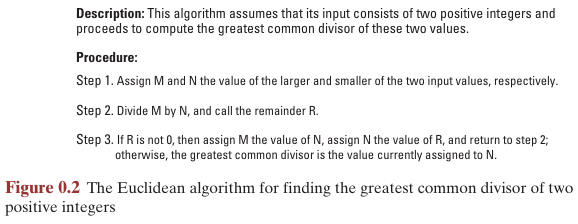 Description: This algorithm assumes that its input consists of two positive integers and
proceeds to compute the greatest common divisor of these two values.
Procedure:
Step 1. Assign M and N the value of the larger and smaller of the two input values, respectively.
Step 2. Divide M by N, and call the remainder R.
Step 3. If R is not 0, then assign M the value of N, assign N the value of R, and return to step 2;
otherwise, the greatest common divisor is the value currently assigned to N.
Figure 0.2 The Euclidean algorithm for finding the greatest common divisor of two
positive integers